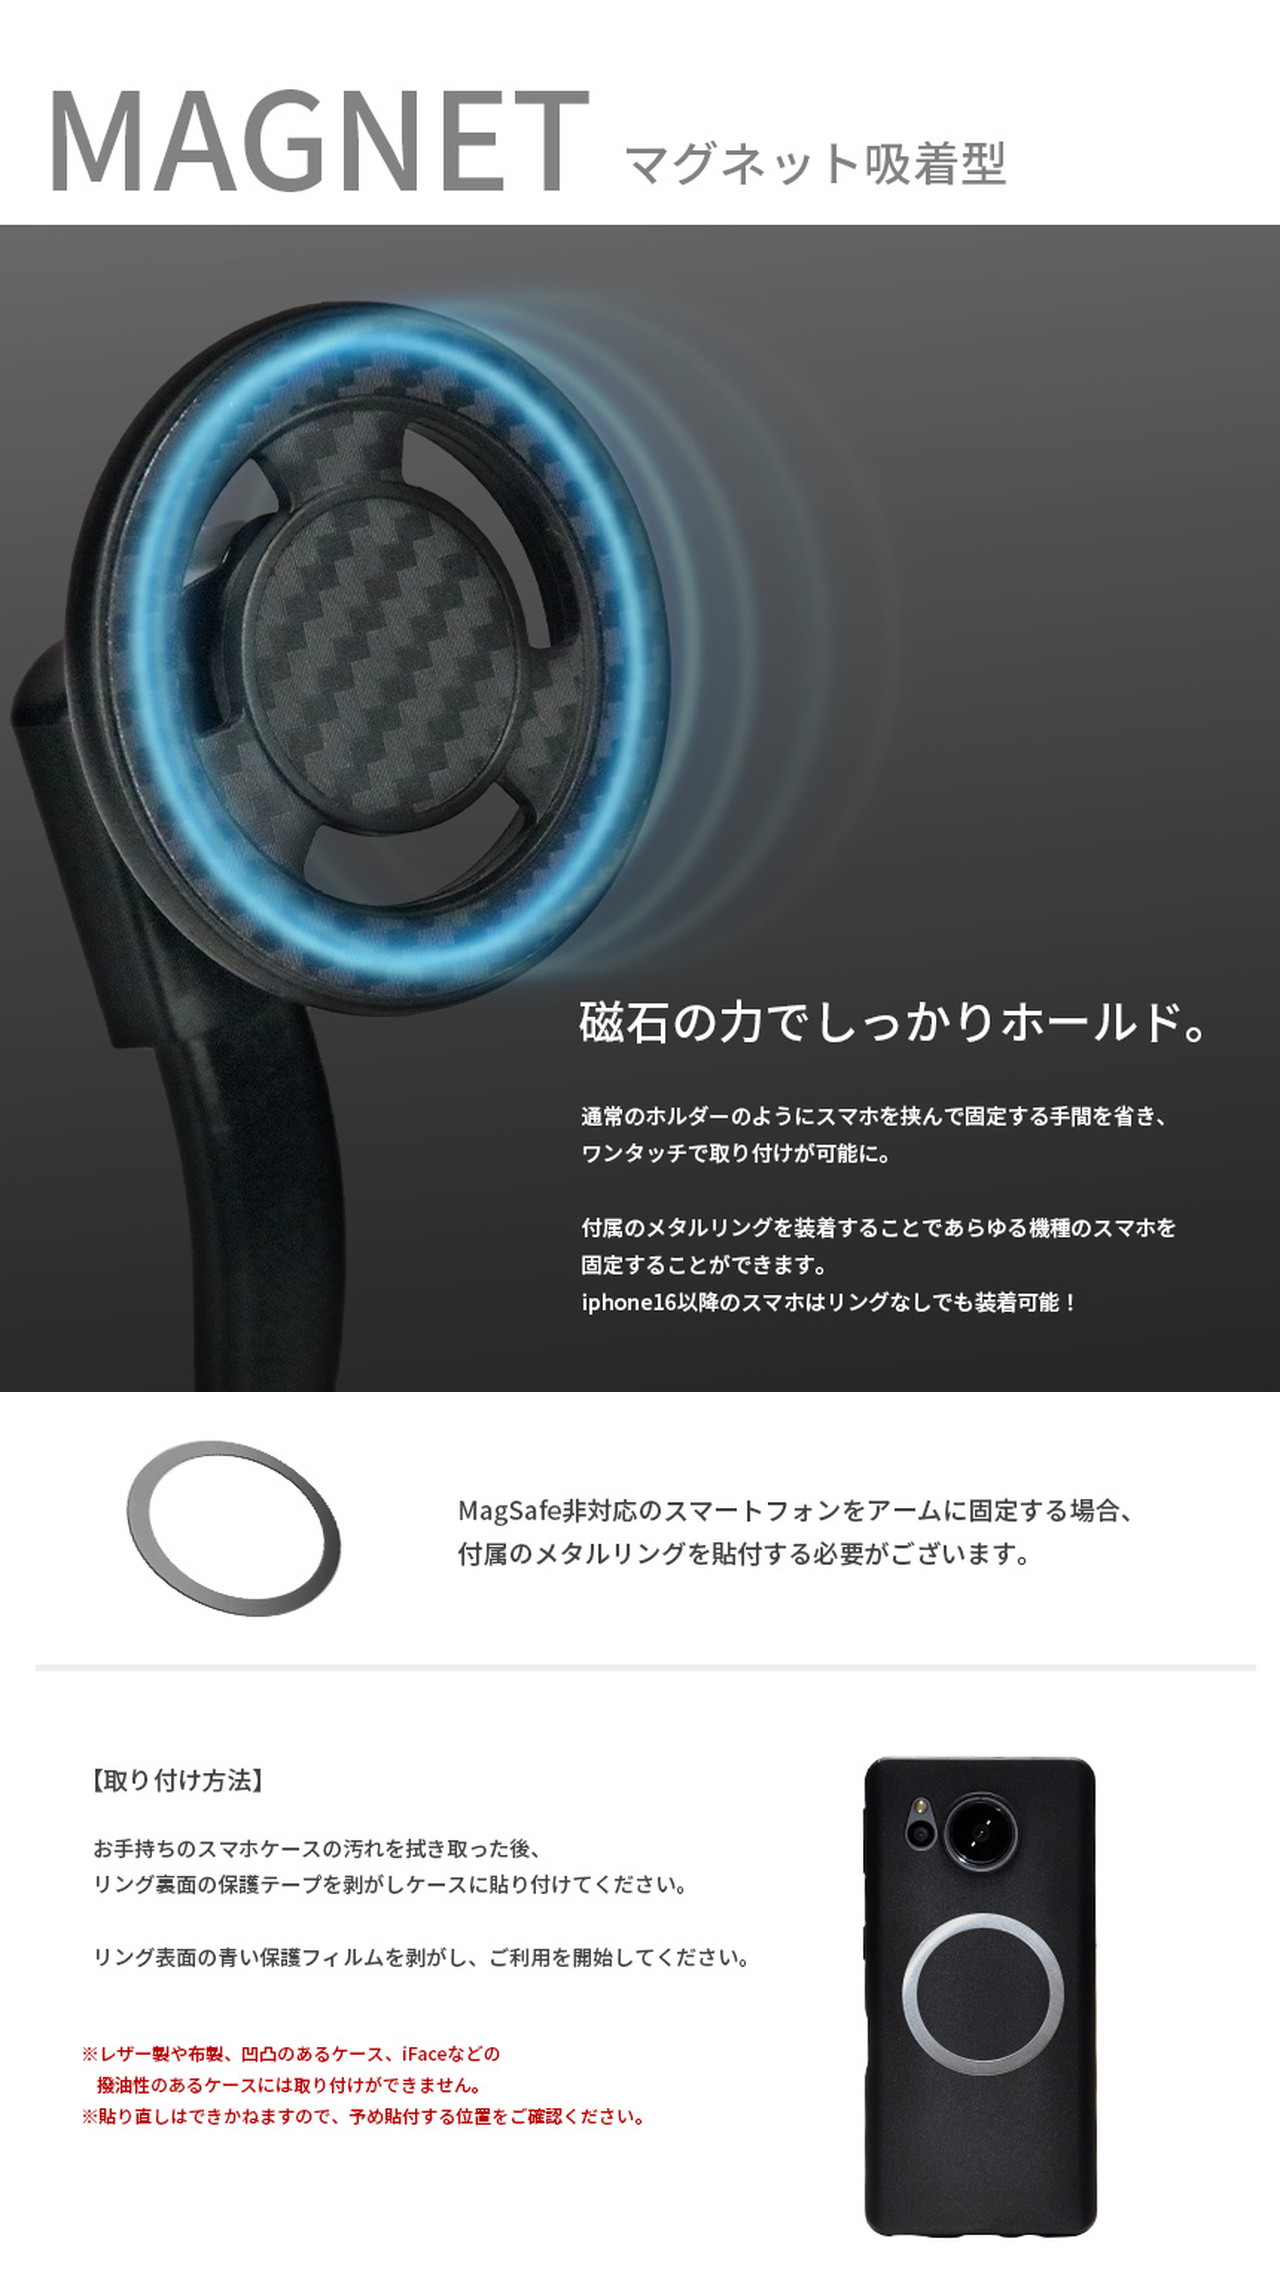 MAGNET マグネット吸着型
磁石の力でしっかりホールド。
通常のホルダーのようにスマホを挟んで固定する手間を省き、
ワンタッチで取り付けが可能に。
付属のメタルリングを装着することであらゆる機種のスマホを
固定することができます。
iphone16以降のスマホはリングなしでも装着可能！
MagSafe非対応のスマートフォンをアームに固定する場合、
付属のメタルリングを貼付する必要がございます。
【取り付け方法】
お手持ちのスマホケースの汚れを拭き取った後、
リング裏面の保護テープを剥がしケースに貼り付けてください。
リング表面の青い保護フィルムを剥がし、ご利用を開始してください。
※レザー製や布製、凹凸のあるケース、iFaceなどの
撥油性のあるケースには取り付けができません。
※貼り直しはできかねますので、予め貼付する位置をご確認ください。